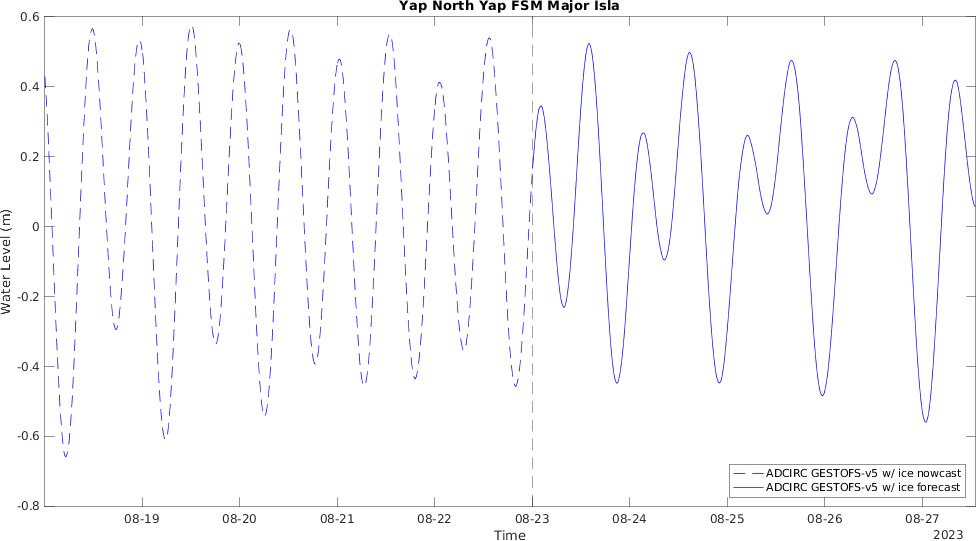 Yap North Yap FSM Major Isla
Water Level (m)
0.6
0.4
0.2
0
-0.2
-0.4
-0.6
-0.8
08-19 08-20 08-21 08-22 08-23 08-24 08-25 08-26 08-27
Time
2023
ADCIRC GESTOFS-v5 w/ ice nowcast
ADCIRC GESTOFS-v5 w/ ice forecast